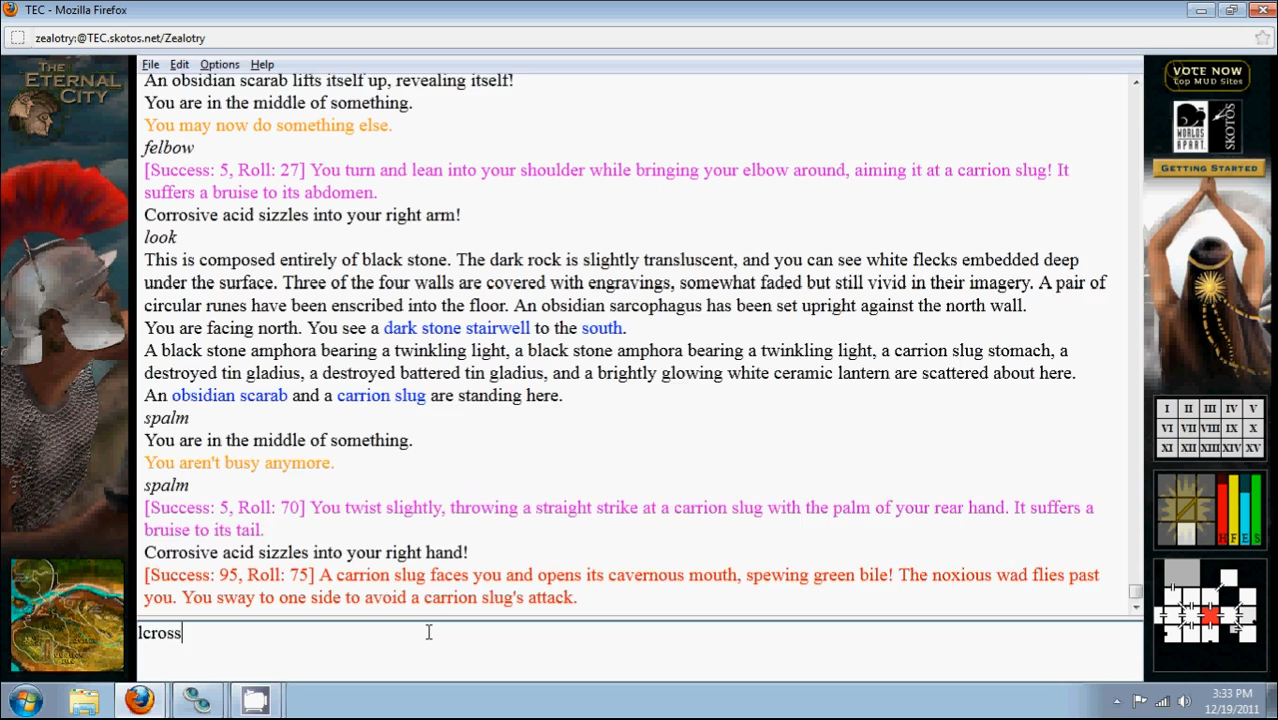 TEC - Mozilla Firefox
zealotry:@TEC.skotos.net/Zealotry
THE
ETERNAL
CITY
File Edit Options Help
An obsidian scarab lifts itself up, revealing itself!
You are in the middle of something.
You may now do something else.
felbow
[Success: 5, Roll: 27] You turn and lean into your shoulder while bringing your elbow around, aiming it at a carrion slug! It
suffers a bruise to its abdomen.
Corrosive acid sizzles into your right arm!
look
This is composed entirely of black stone. The dark rock is slightly transluscent, and you can see white flecks embedded deep
under the surface. Three of the four walls are covered with engravings, somewhat faded but still vivid in their imagery. A pair of
circular runes have been enscribed into the floor. An obsidian sarcophagus has been set upright against the north wall.
You are facing north. You see a dark stone stairwell to the south.
A black stone amphora bearing a twinkling light, a black stone amphora bearing a twinkling light, a carrion slug stomach, a
destroyed tin gladius, a destroyed battered tin gladius, and a brightly glowing white ceramic lantern are scattered about here.
An obsidian scarab and a carrion slug are standing here.
spalm
You are in the middle of something.
You aren't busy anymore.
spalm
[Success: 5, Roll: 70] You twist slightly, throwing a straight strike at a carrion slug with the palm of your rear hand. It suffers a
bruise to its tail.
Corrosive acid sizzles into your right hand!
[Success: 95, Roll: 75] A carrion slug faces you and opens its cavernous mouth, spewing green bile! The noxious wad flies past
you. You sway to one side to avoid a carrion slug's attack.
lcross
VOTE NOW
Top MUD Sites
WORLDS
APART
SKOTOS
GETTING STARTED
I II III IV V
VI VII VIII IX X
XI XII XIII XIV XV
H F E S
3:33 PM
12/19/2011